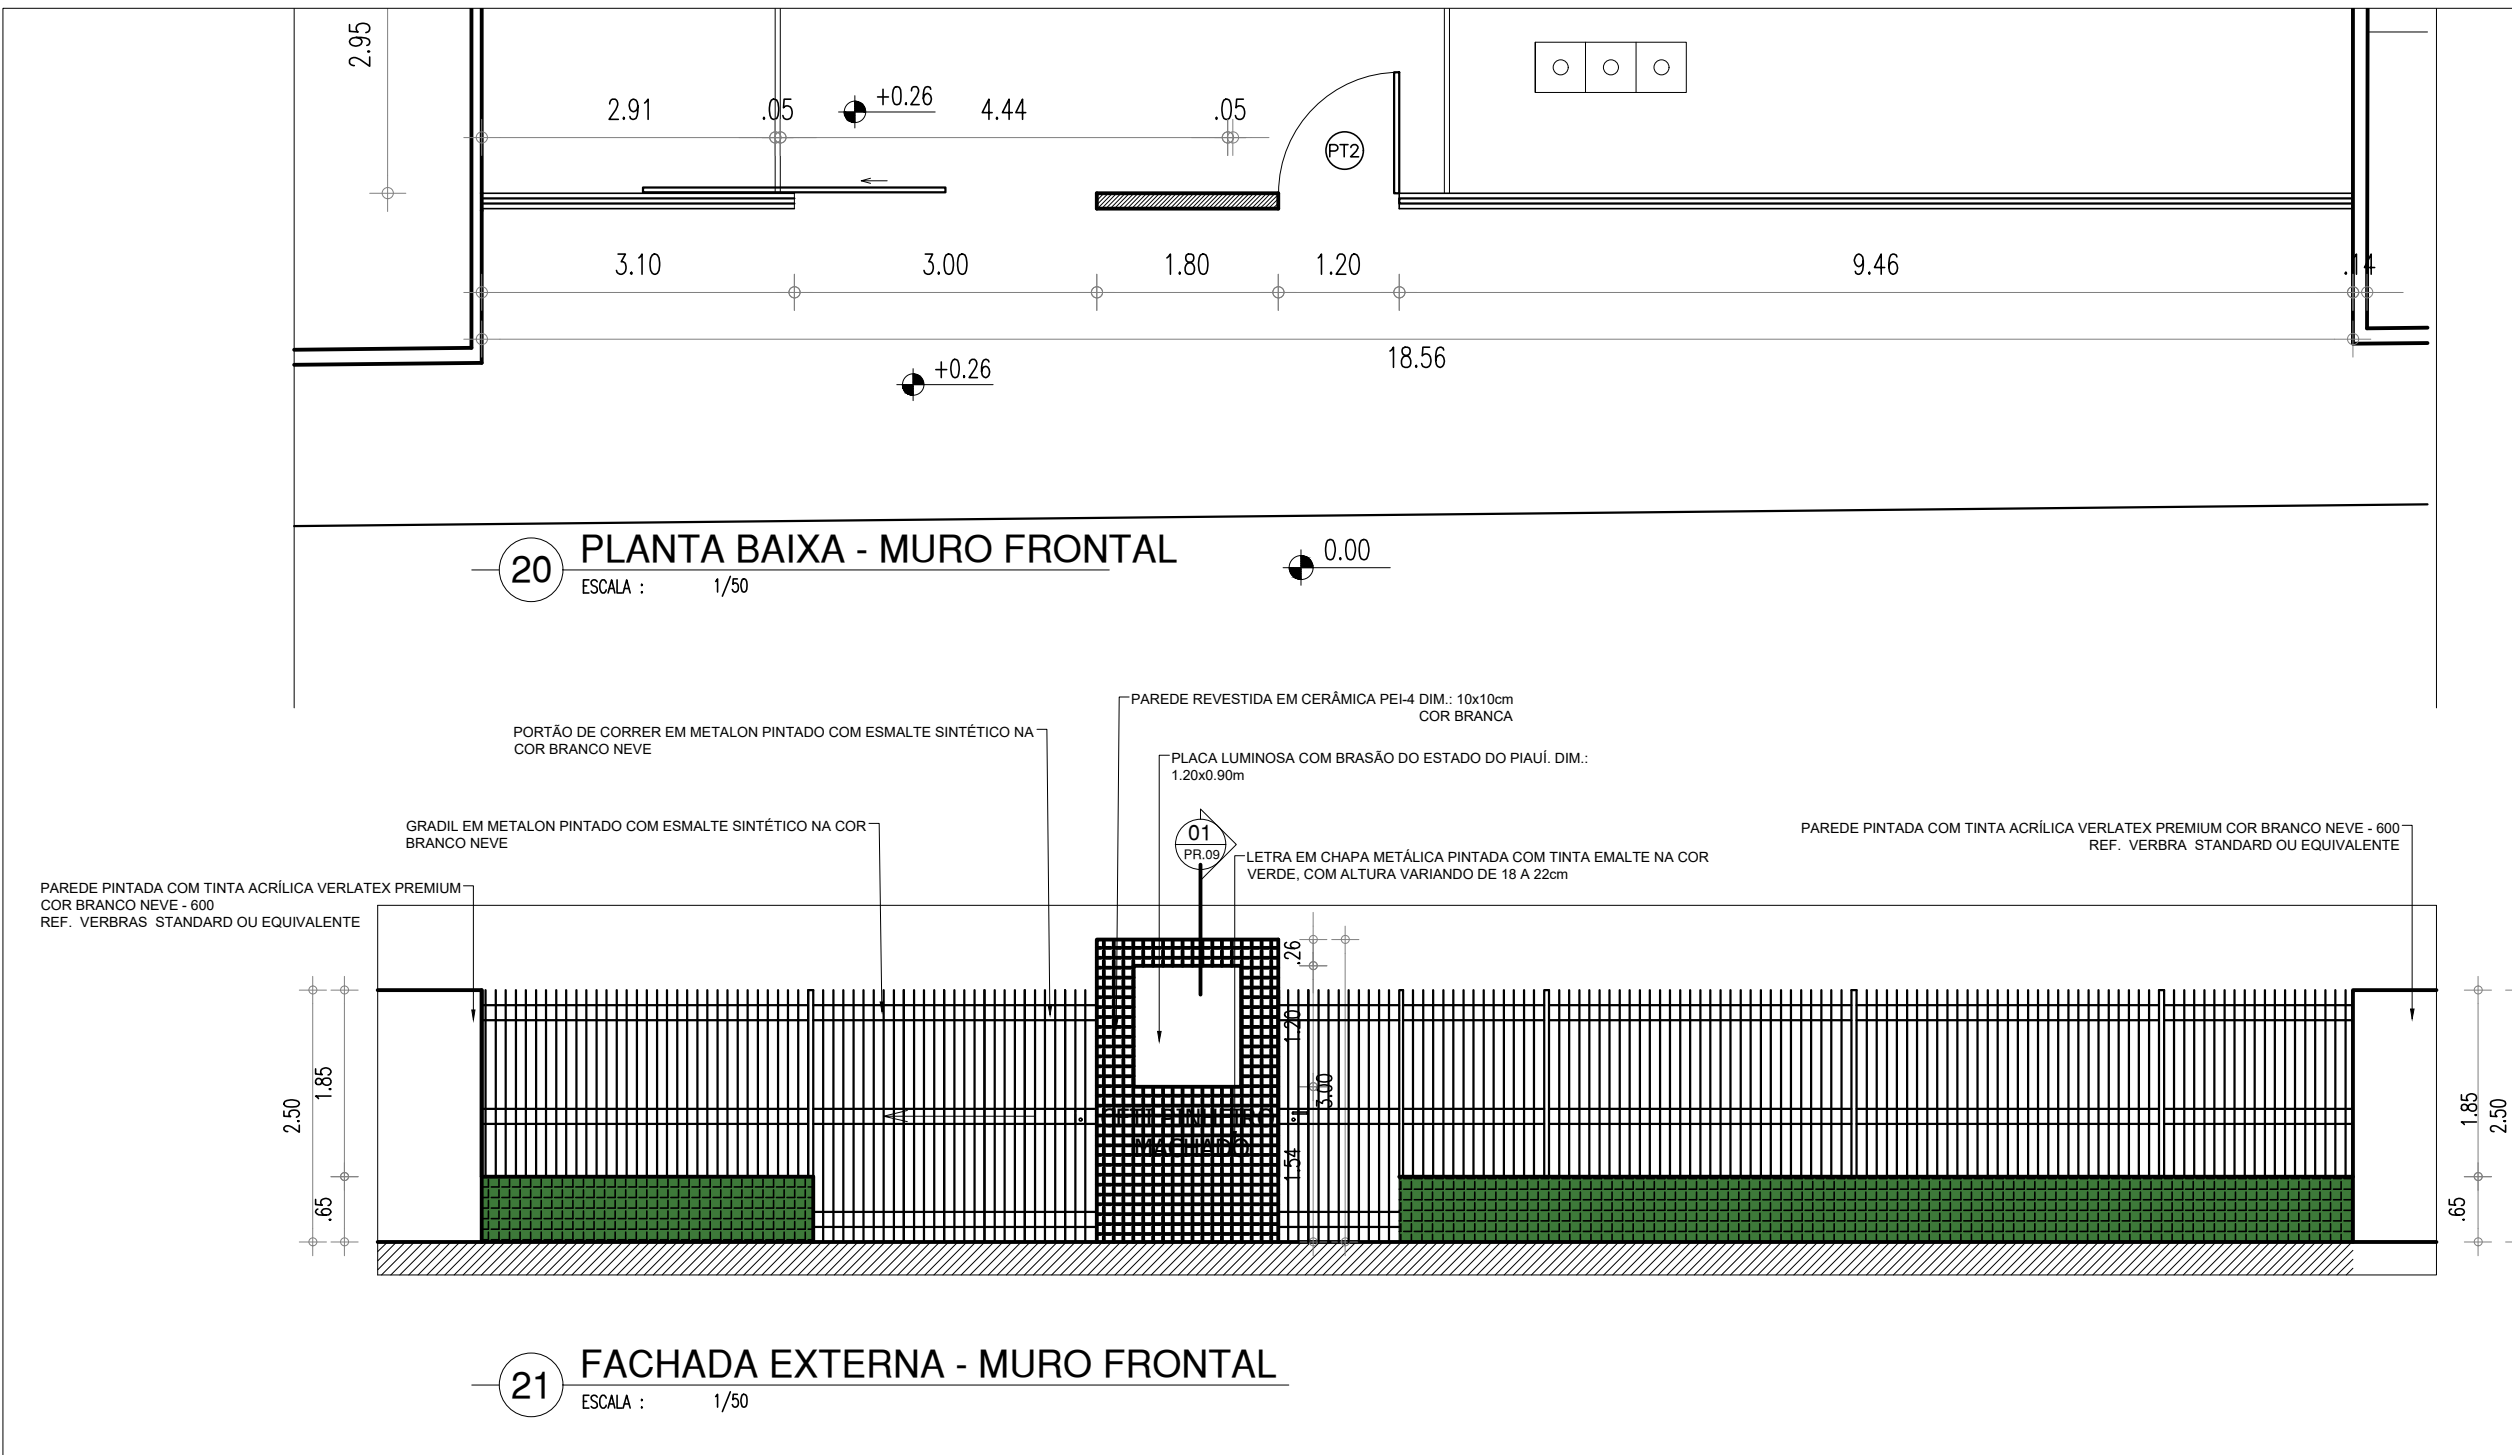 2.95
2.91
.05
+0.26
4.44
.05
PT2
3.10
3.00
1.80
1.20
9.46
.14
18.56
+0.26
20
PLANTA BAIXA - MURO FRONTAL
ESCALA : 1/50
0.00
PAREDE REVESTIDA EM CERÂMICA PEI-4 DIM.: 10x10cm
COR BRANCA
PORTÃO DE CORRER EM METALON PINTADO COM ESMALTE SINTÉTICO NA
COR BRANCO NEVE
PLACA LUMINOSA COM BRASÃO DO ESTADO DO PIAUÍ. DIM.:
1.20x0.90m
GRADIL EM METALON PINTADO COM ESMALTE SINTÉTICO NA COR
BRANCO NEVE
01
PR.09
PAREDE PINTADA COM TINTA ACRÍLICA VERLATEX PREMIUM COR BRANCO NEVE - 600
REF. VERBRA STANDARD OU EQUIVALENTE
LETRA EM CHAPA METÁLICA PINTADA COM TINTA EMALTE NA COR
VERDE, COM ALTURA VARIANDO DE 18 A 22cm
PAREDE PINTADA COM TINTA ACRÍLICA VERLATEX PREMIUM
COR BRANCO NEVE - 600
REF. VERBRAS STANDARD OU EQUIVALENTE
.26
1.20
3.00
1.54
2.50
1.85
.65
MACHADO
1.85
2.50
.65
21
FACHADA EXTERNA - MURO FRONTAL
ESCALA : 1/50